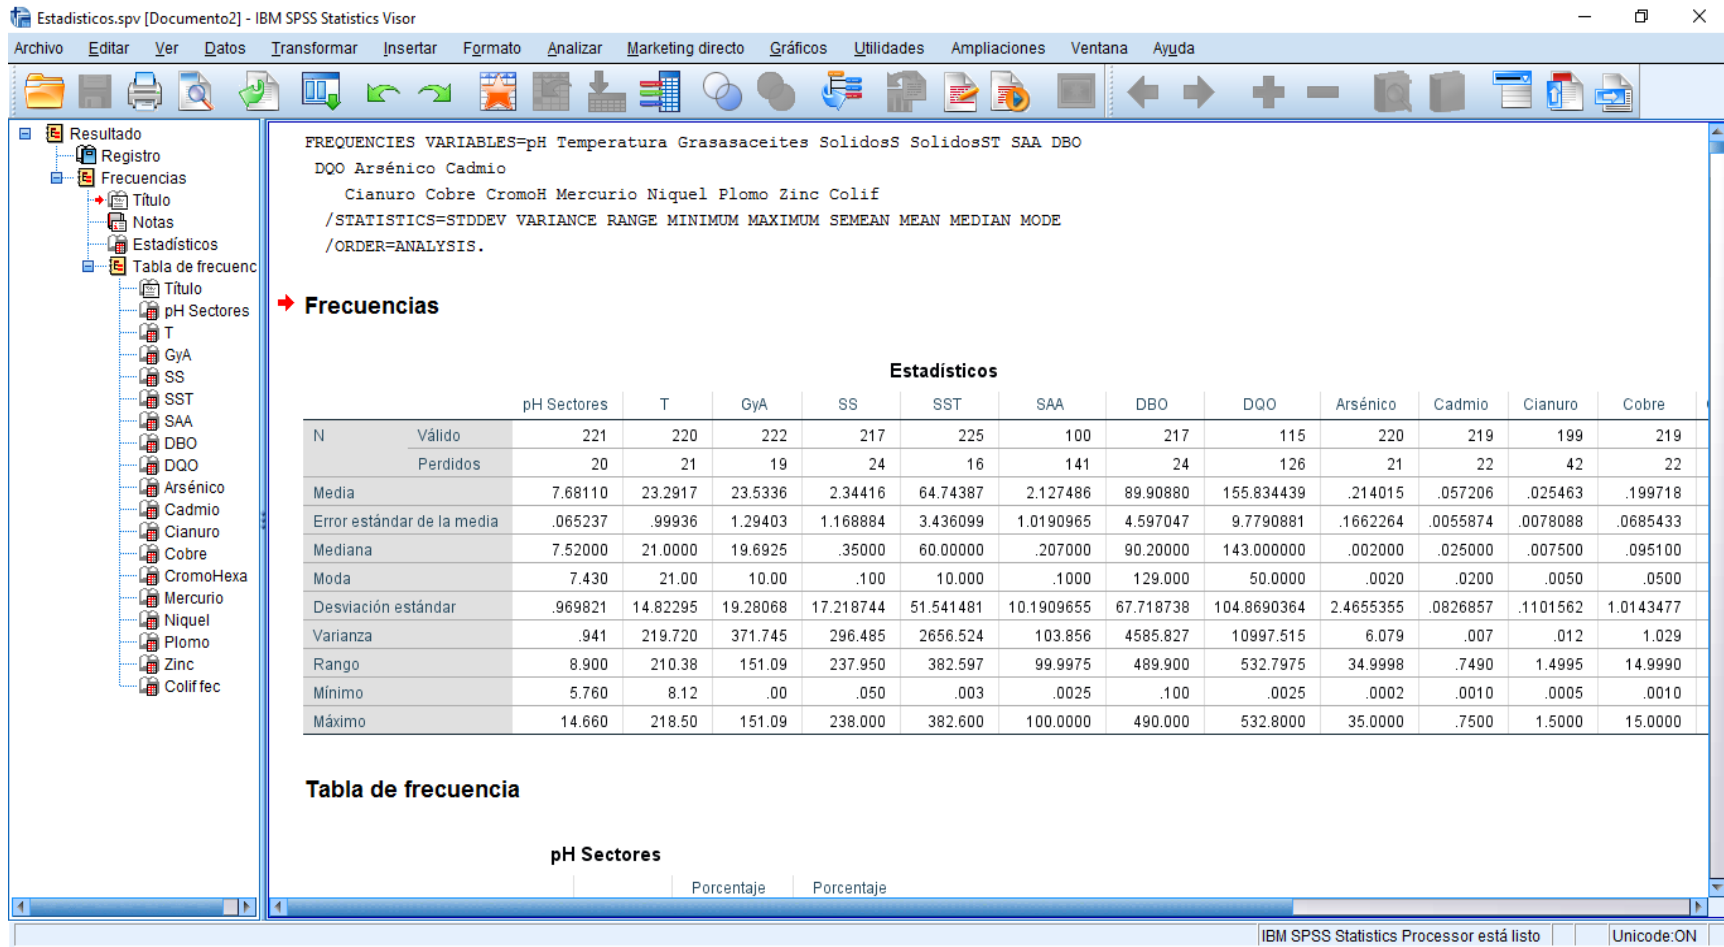 Estadisticos.spv [Documento2] - IBM SPSS Statistics Visor
Archivo Editar Ver Datos Transformar Insertar Formato Analizar Marketing directo Gráficos Utilidades Ampliaciones Ventana Ayuda
Resultado
Registro
Frecuencias
Título
Notas
Estadísticos
Tabla de frecuenc
Título
pH Sectores
T
GyA
SS
SST
SAA
DBO
DQO
Arsénico
Cadmio
Cianuro
Cobre
CromoHexa
Mercurio
Niquel
Plomo
Zinc
Colif fec
FREQUENCIES VARIABLES=pH Temperatura Grasasaceites SolidosS SolidosST SAA DBO
DQO Arsénico Cadmio
Cianuro Cobre CromoH Mercurio Niquel Plomo Zinc Colif
/STATISTICS=STDDEV VARIANCE RANGE MINIMUM MAXIMUM SEMEAN MEAN MEDIAN MODE
/ORDER=ANALYSIS.
Frecuencias
Estadísticos
pH Sectores T GyA SS SST SAA DBO DQO Arsénico Cadmio Cianuro Cobre
N Válido 221 220 222 217 225 100 217 115 220 219 199 219
Perdidos 20 21 19 24 16 141 24 126 21 22 42 22
Media 7.68110 23.2917 23.5336 2.34416 64.74387 2.127486 89.90880 155.834439 .214015 .057206 .025463 .199718
Error estándar de la media .065237 .99936 1.29403 1.168884 3.436099 1.0190965 4.597047 9.7790881 .1662264 .0055874 .0078088 .0685433
Mediana 7.52000 21.0000 19.6925 .35000 60.00000 .207000 90.20000 143.000000 .002000 .025000 .007500 .095100
Moda 7.430 21.00 10.00 .100 10.000 .1000 129.000 50.0000 .0020 .0200 .0050 .0500
Desviación estándar .969821 14.82295 19.28068 17.218744 51.541481 10.1909655 67.718738 104.8690364 2.4655355 .0826857 .1101562 1.0143477
Varianza .941 219.720 371.745 296.485 2656.524 103.856 4585.827 10997.515 6.079 .007 .012 1.029
Rango 8.900 210.38 151.09 237.950 382.597 99.9975 489.900 532.7975 34.9998 .7490 1.4995 14.9990
Mínimo 5.760 8.12 .00 .050 .003 .0025 .100 .0025 .0002 .0010 .0005 .0010
Máximo 14.660 218.50 151.09 238.000 382.600 100.0000 490.000 532.8000 35.0000 .7500 1.5000 15.0000
Tabla de frecuencia
pH Sectores
Porcentaje Porcentaje
IBM SPSS Statistics Processor está listo Unicode:ON